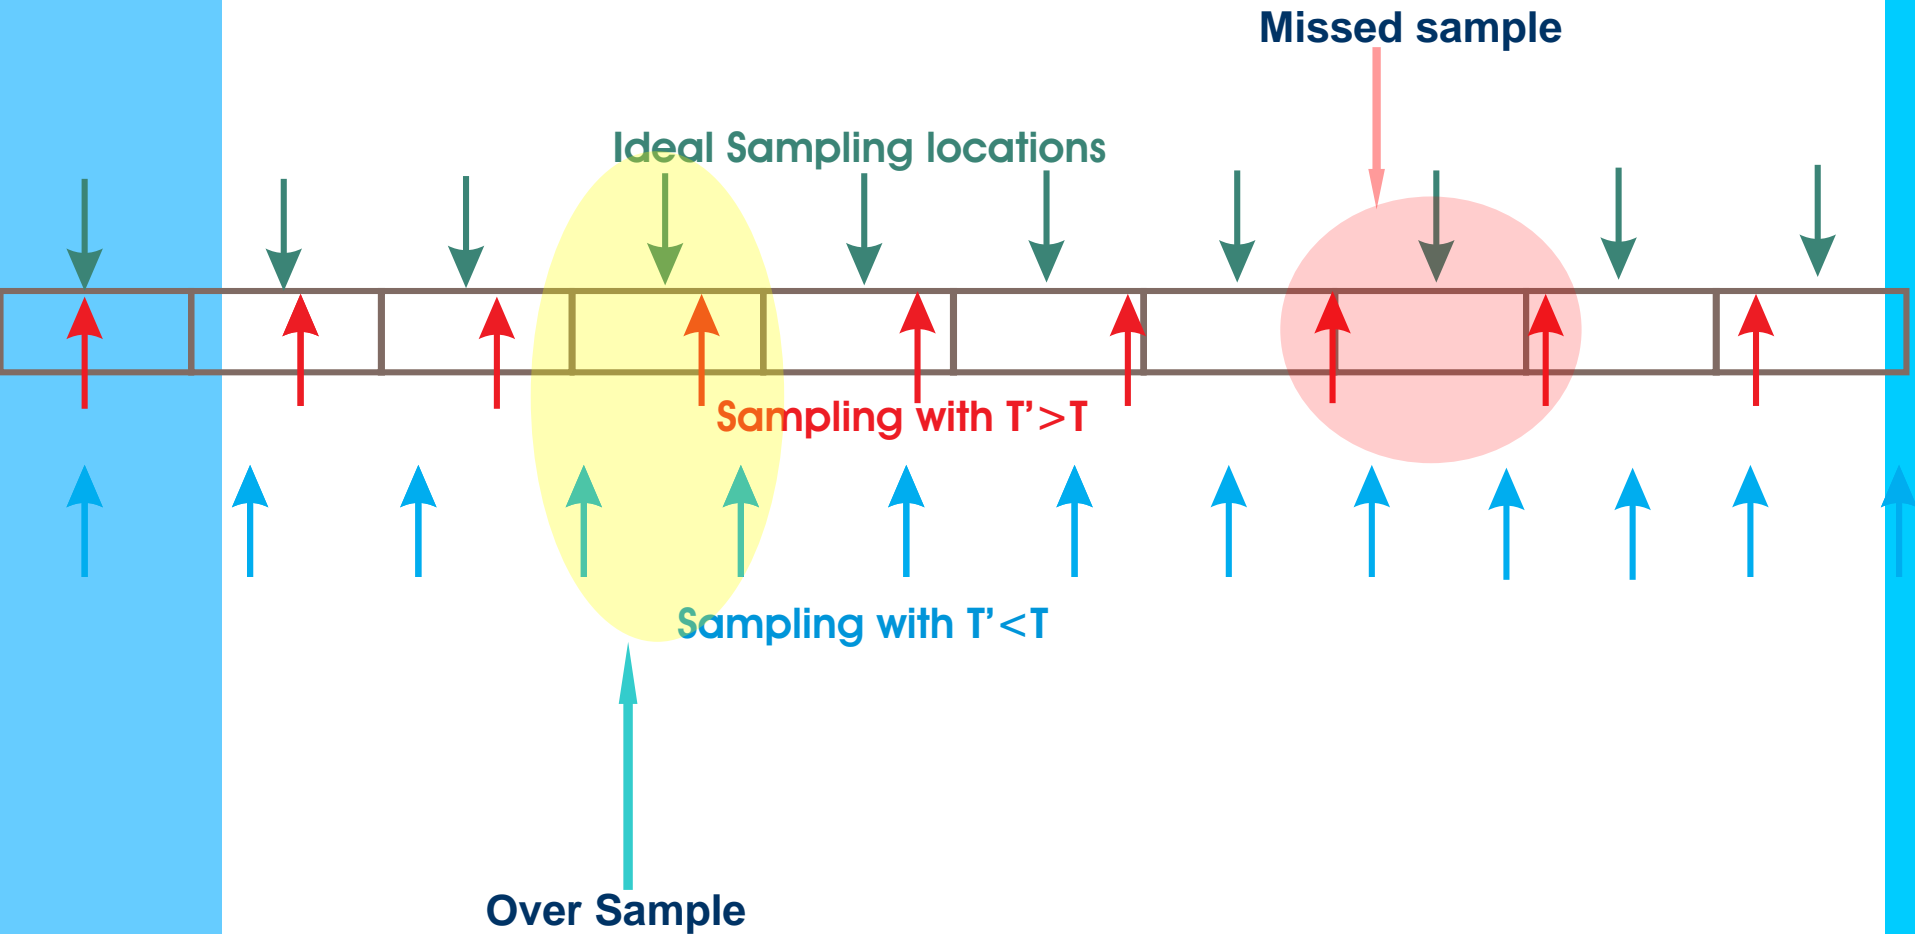 Missed sample
Ideal Sampling locations
Sampling with T’>T
Sampling with T’<T
Over Sample